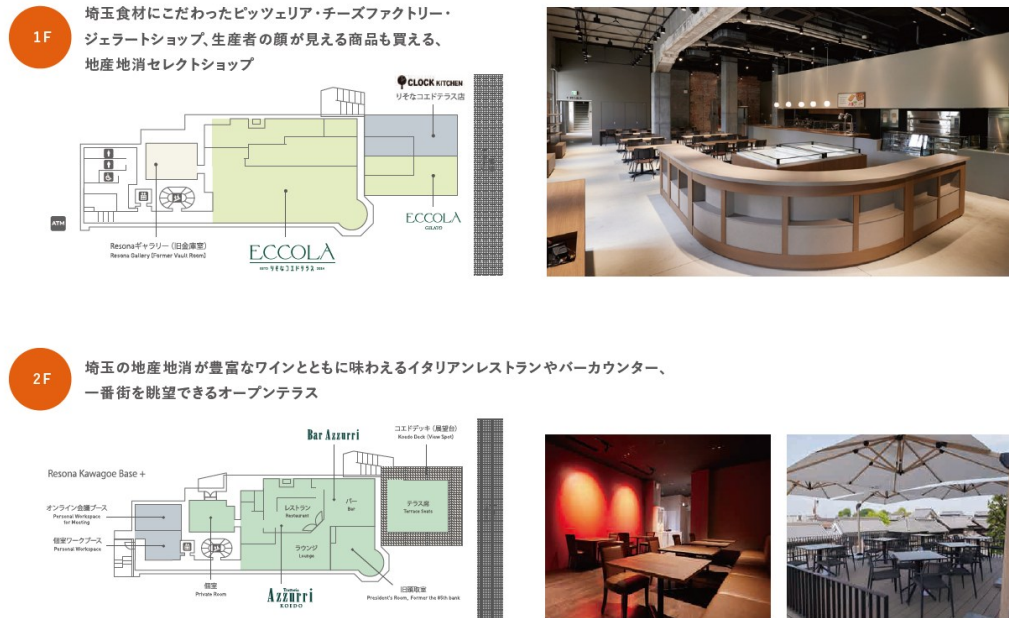 1F
埼玉食材にこだわったピッツェリア・チーズファクトリー・
ジェラートショップ、生産者の顔が見える商品も買える、
地産地消セレクトショップ
CLOCK KITCHEN
りそなコエドテラス店
ATM
Resonaギャラリー（旧金庫室）
Resona Gallery [Former Vault Room]
ECCOLA
りそなコエドテラス
ECCOLA
GELATO
2F
埼玉の地産地消が豊富なワインとともに味わえるイタリアンレストランやバーカウンター、
一番街を眺望できるオープンテラス
Bar Azzurri
コエドデッキ（展望台）
Koedo Deck (View Spot)
Resona Kawagoe Base +
オンライン会議ブース
Personal Workspace
for Meeting
個室ワークブース
Personal Workspace
レストラン
Restaurant
バー
Bar
テラス席
Terrace Seats
ラウンジ
Lounge
個室
Private Room
Azzurri
KOEDO
旧頭取室
President's Room, Former the 85th bank